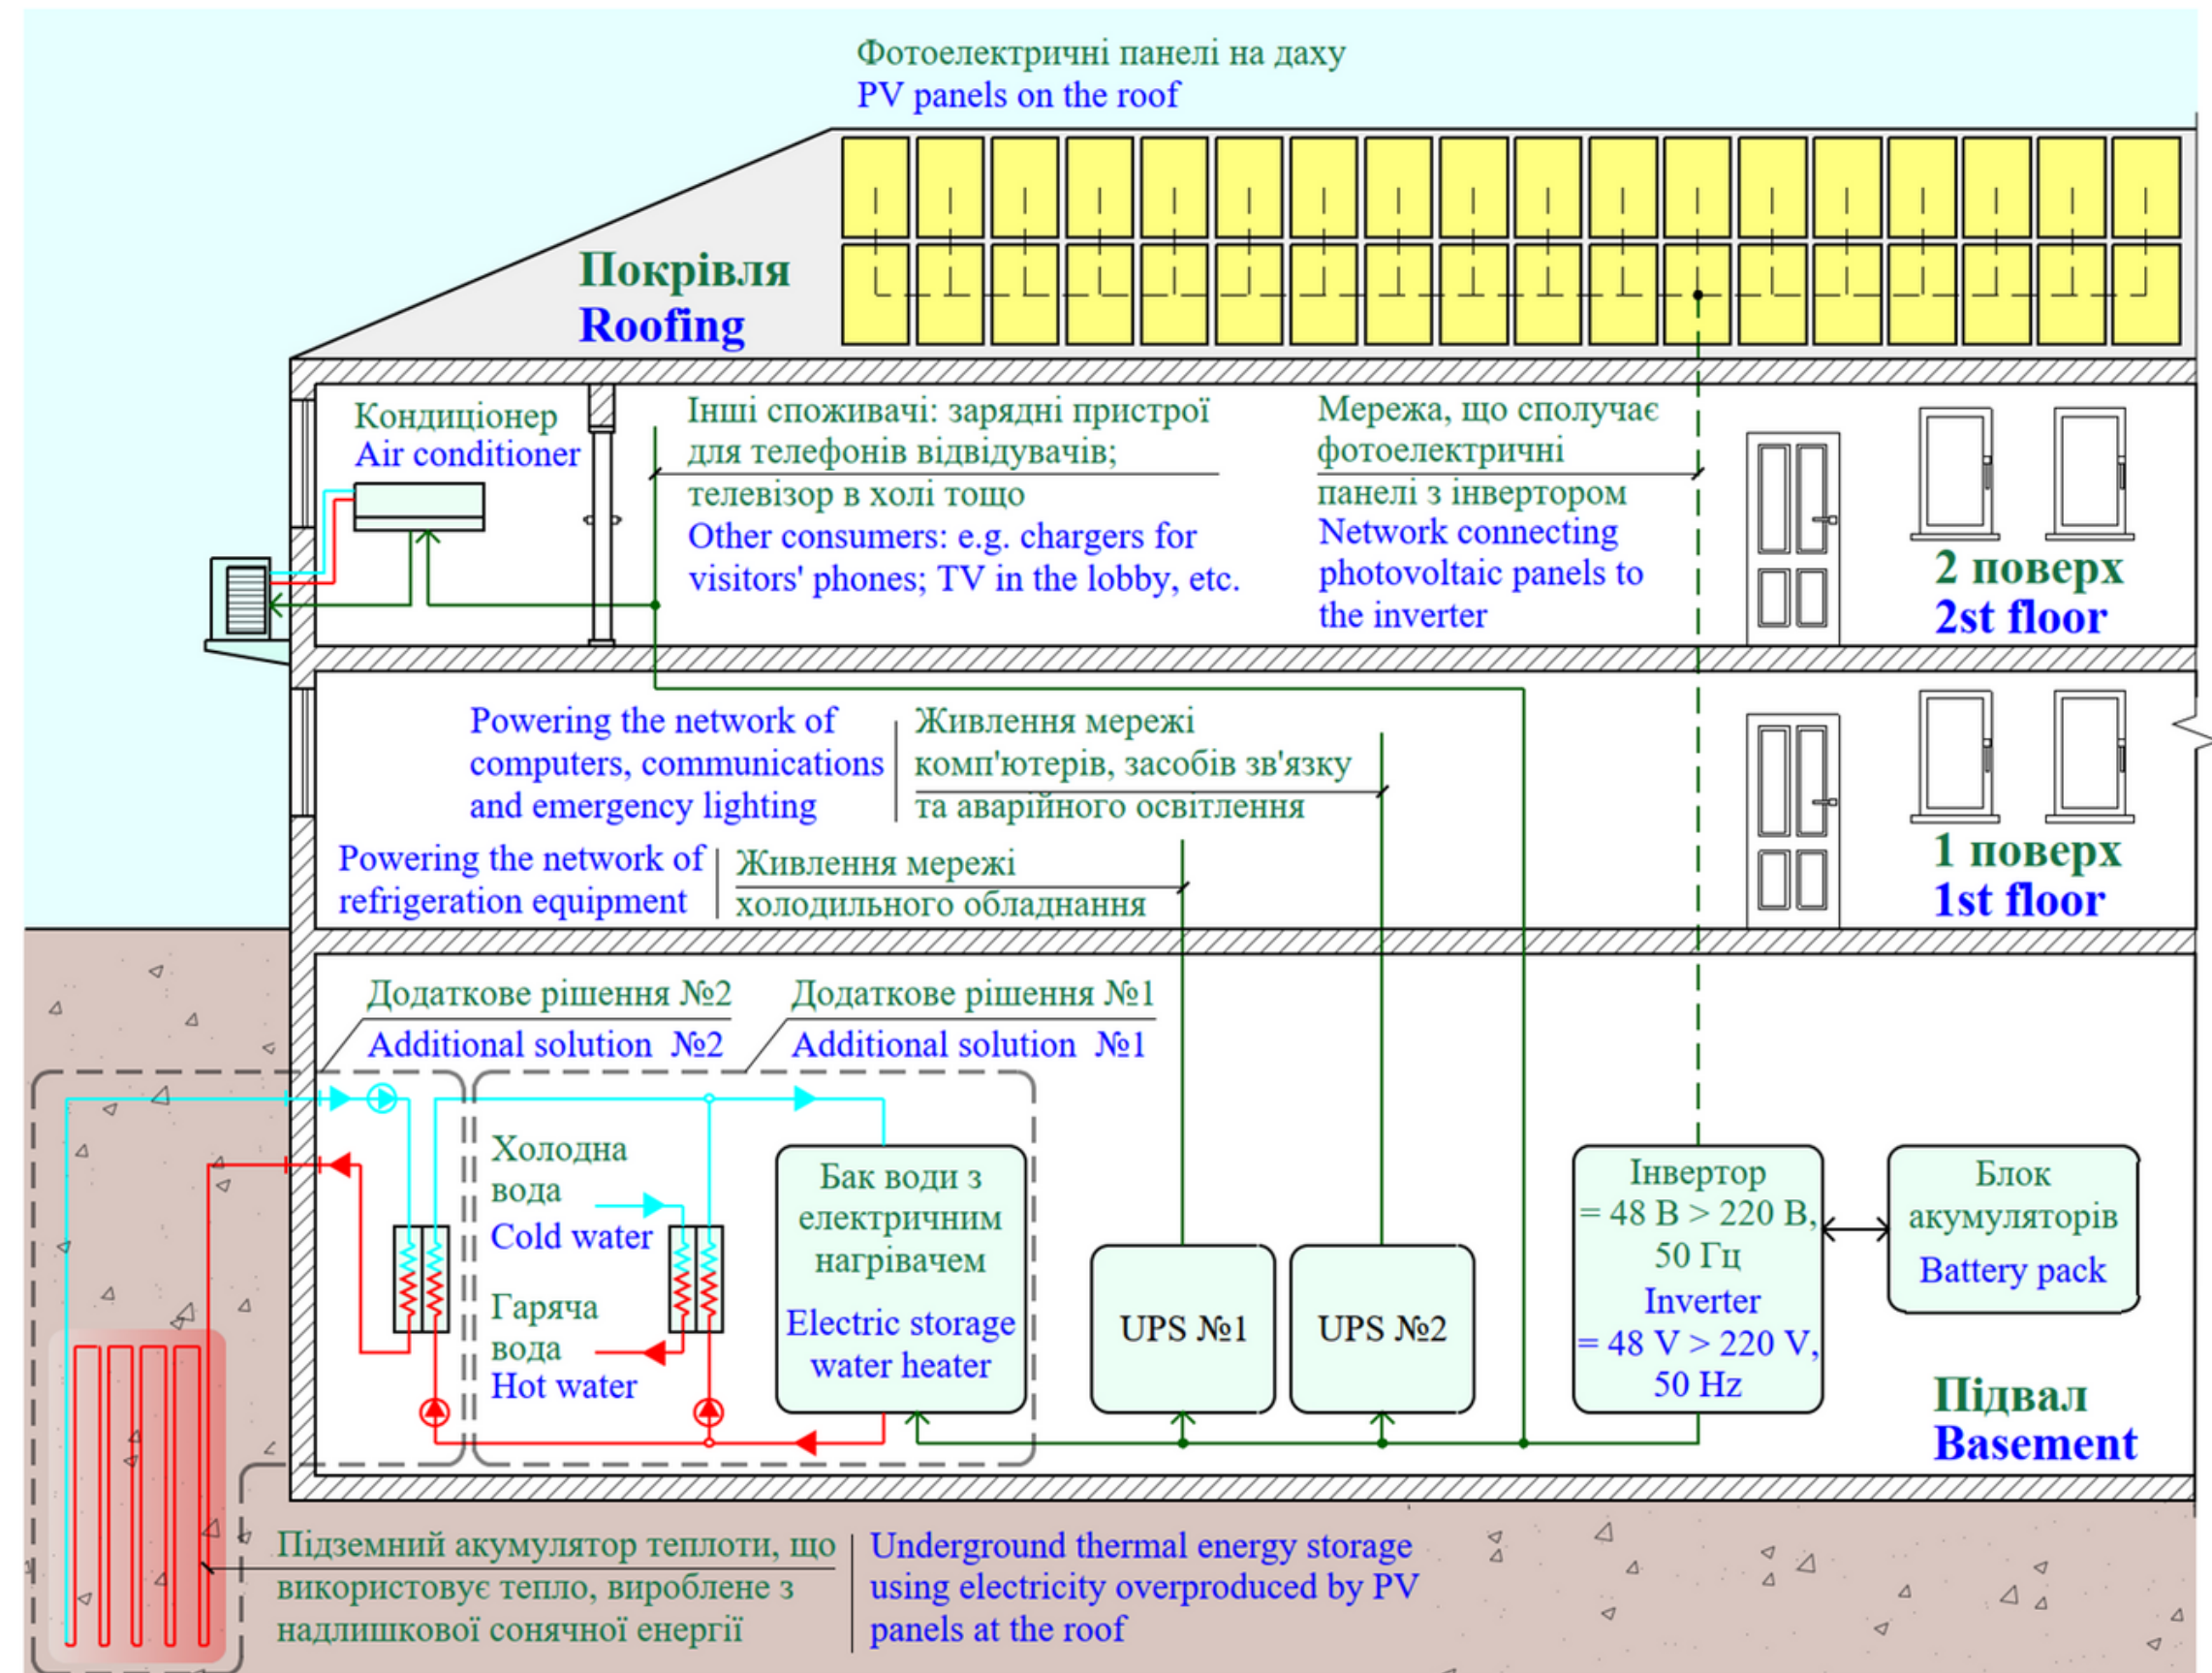 Фотоелектричні панелі на даху
PV panels on the roof
Покрівля
Roofing
Кондиціонер
Air conditioner
Інші споживачі: зарядні пристрої
для телефонів відвідувачів;
телевізор в холі тощо
Other consumers: e.g. chargers for
visitors' phones; TV in the lobby, etc.
Мережа, що сполучає
фотоелектричні
панелі з інвертором
Network connecting
photovoltaic panels to
the inverter
2 поверх
2st floor
Powering the network of
computers, communications
and emergency lighting
Живлення мережі
комп'ютерів, засобів зв'язку
та аварійного освітлення
Powering the network of
refrigeration equipment
Живлення мережі
холодильного обладнання
1 поверх
1st floor
Додаткове рішення №2
Additional solution №2
Додаткове рішення №1
Additional solution №1
Холодна
вода
Cold water
Гаряча
вода
Hot water
Бак води з
електричним
нагрівачем
Electric storage
water heater
UPS №1
UPS №2
Інвертор
= 48 В > 220 В,
50 Гц
Inverter
= 48 V > 220 V,
50 Hz
Блок
акумуляторів
Battery pack
Підвал
Basement
Підземний акумулятор теплоти, що
використовує тепло, вироблене з
надлишкової сонячної енергії
Underground thermal energy storage
using electricity overproduced by PV
panels at the roof